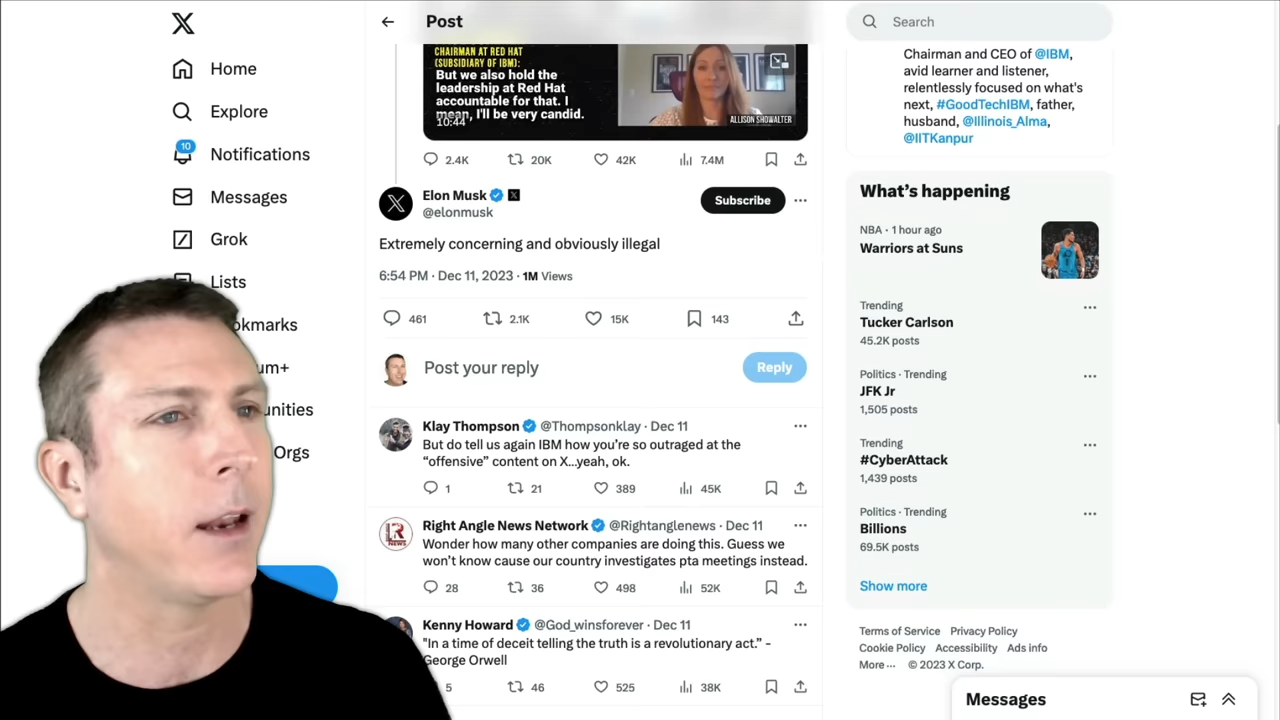 Home
Explore
10
Notifications
Messages
Grok
Lists
okmarks
um+
unities
Orgs
Post
CHAIRMAN AT RED HAT
(SUBSIDIARY OF IBM):
But we also hold the
leadership at Red Hat
accountable for that. I
mean, I'll be very candid.
10:44
ALLISON SHOWALTER
2.4K 20K 42K 7.4M
Elon Musk
@elonmusk
Subscribe
Extremely concerning and obviously illegal
6:54 PM · Dec 11, 2023 · 1M Views
461 2.1K 15K 143
Post your reply
Reply
Klay Thompson @Thompsonklay · Dec 11
But do tell us again IBM how you’re so outraged at the
“offensive” content on X...yeah, ok.
1 21 389 45K
Right Angle News Network @Rightanglenews · Dec 11
Wonder how many other companies are doing this. Guess we
won’t know cause our country investigates pta meetings instead.
28 36 498 52K
Kenny Howard @God_winsforever · Dec 11
"In a time of deceit telling the truth is a revolutionary act.” -
George Orwell
5 46 525 38K
Search
Chairman and CEO of @IBM,
avid learner and listener,
relentlessly focused on what's
next, #GoodTechIBM, father,
husband, @Illinois_Alma,
@IITKanpur
What’s happening
NBA · 1 hour ago
Warriors at Suns
Trending
Tucker Carlson
45.2K posts
Politics · Trending
JFK Jr
1,505 posts
Trending
#CyberAttack
1,439 posts
Politics · Trending
Billions
69.5K posts
Show more
Terms of Service Privacy Policy
Cookie Policy Accessibility Ads info
More ··· © 2023 X Corp.
Messages